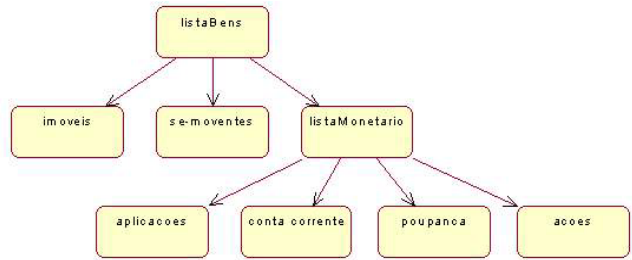 listaBens
imoveis
se-moventes
listaMonetario
aplicacoes
conta corrente
poupanca
acoes